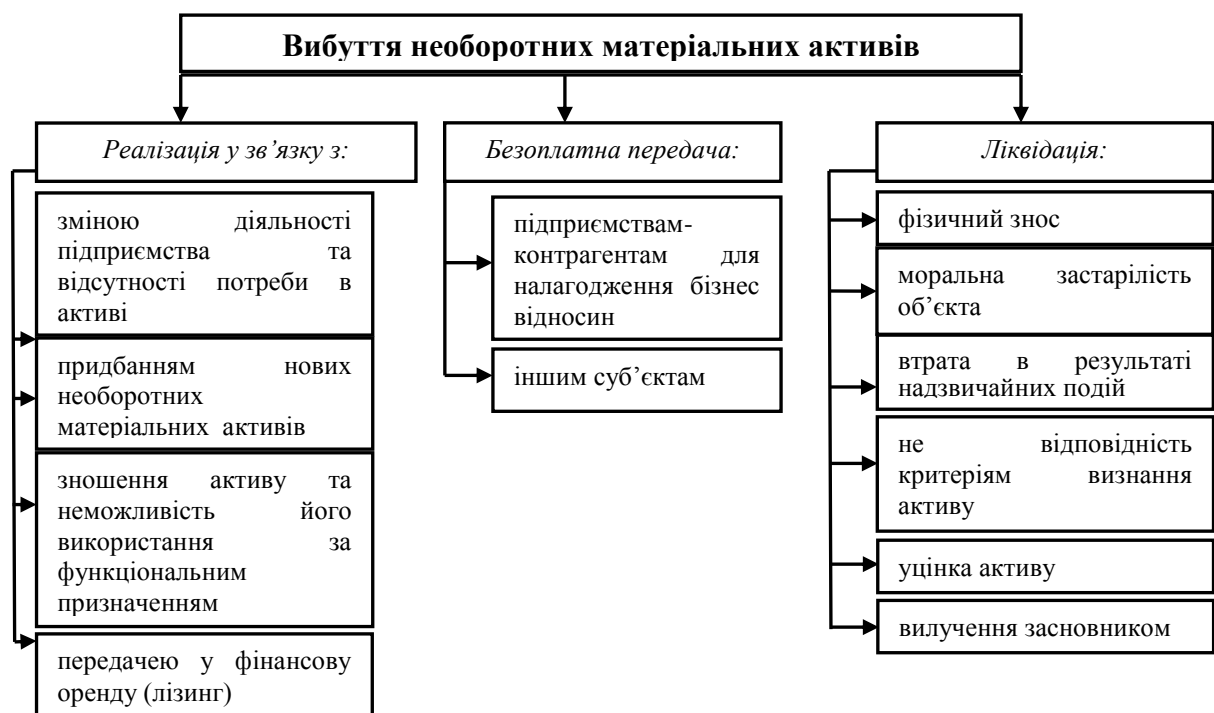 Вибуття необоротних матеріальних активів
Реалізація у зв’язку з:
зміною діяльності
підприємства та
відсутності потреби в
активі
придбанням нових
необоротних
матеріальних активів
зношення активу та
неможливість його
використання за
функціональним
призначенням
передачею у фінансову
оренду (лізинг)
Безоплатна передача:
підприємствам-
контрагентам для
налагодження бізнес
відносин
іншим суб’єктам
Ліквідація:
фізичний знос
моральна застарілість
об’єкта
втрата в результаті
надзвичайних подій
не відповідність
критеріям визнання
активу
уцінка активу
вилучення засновником